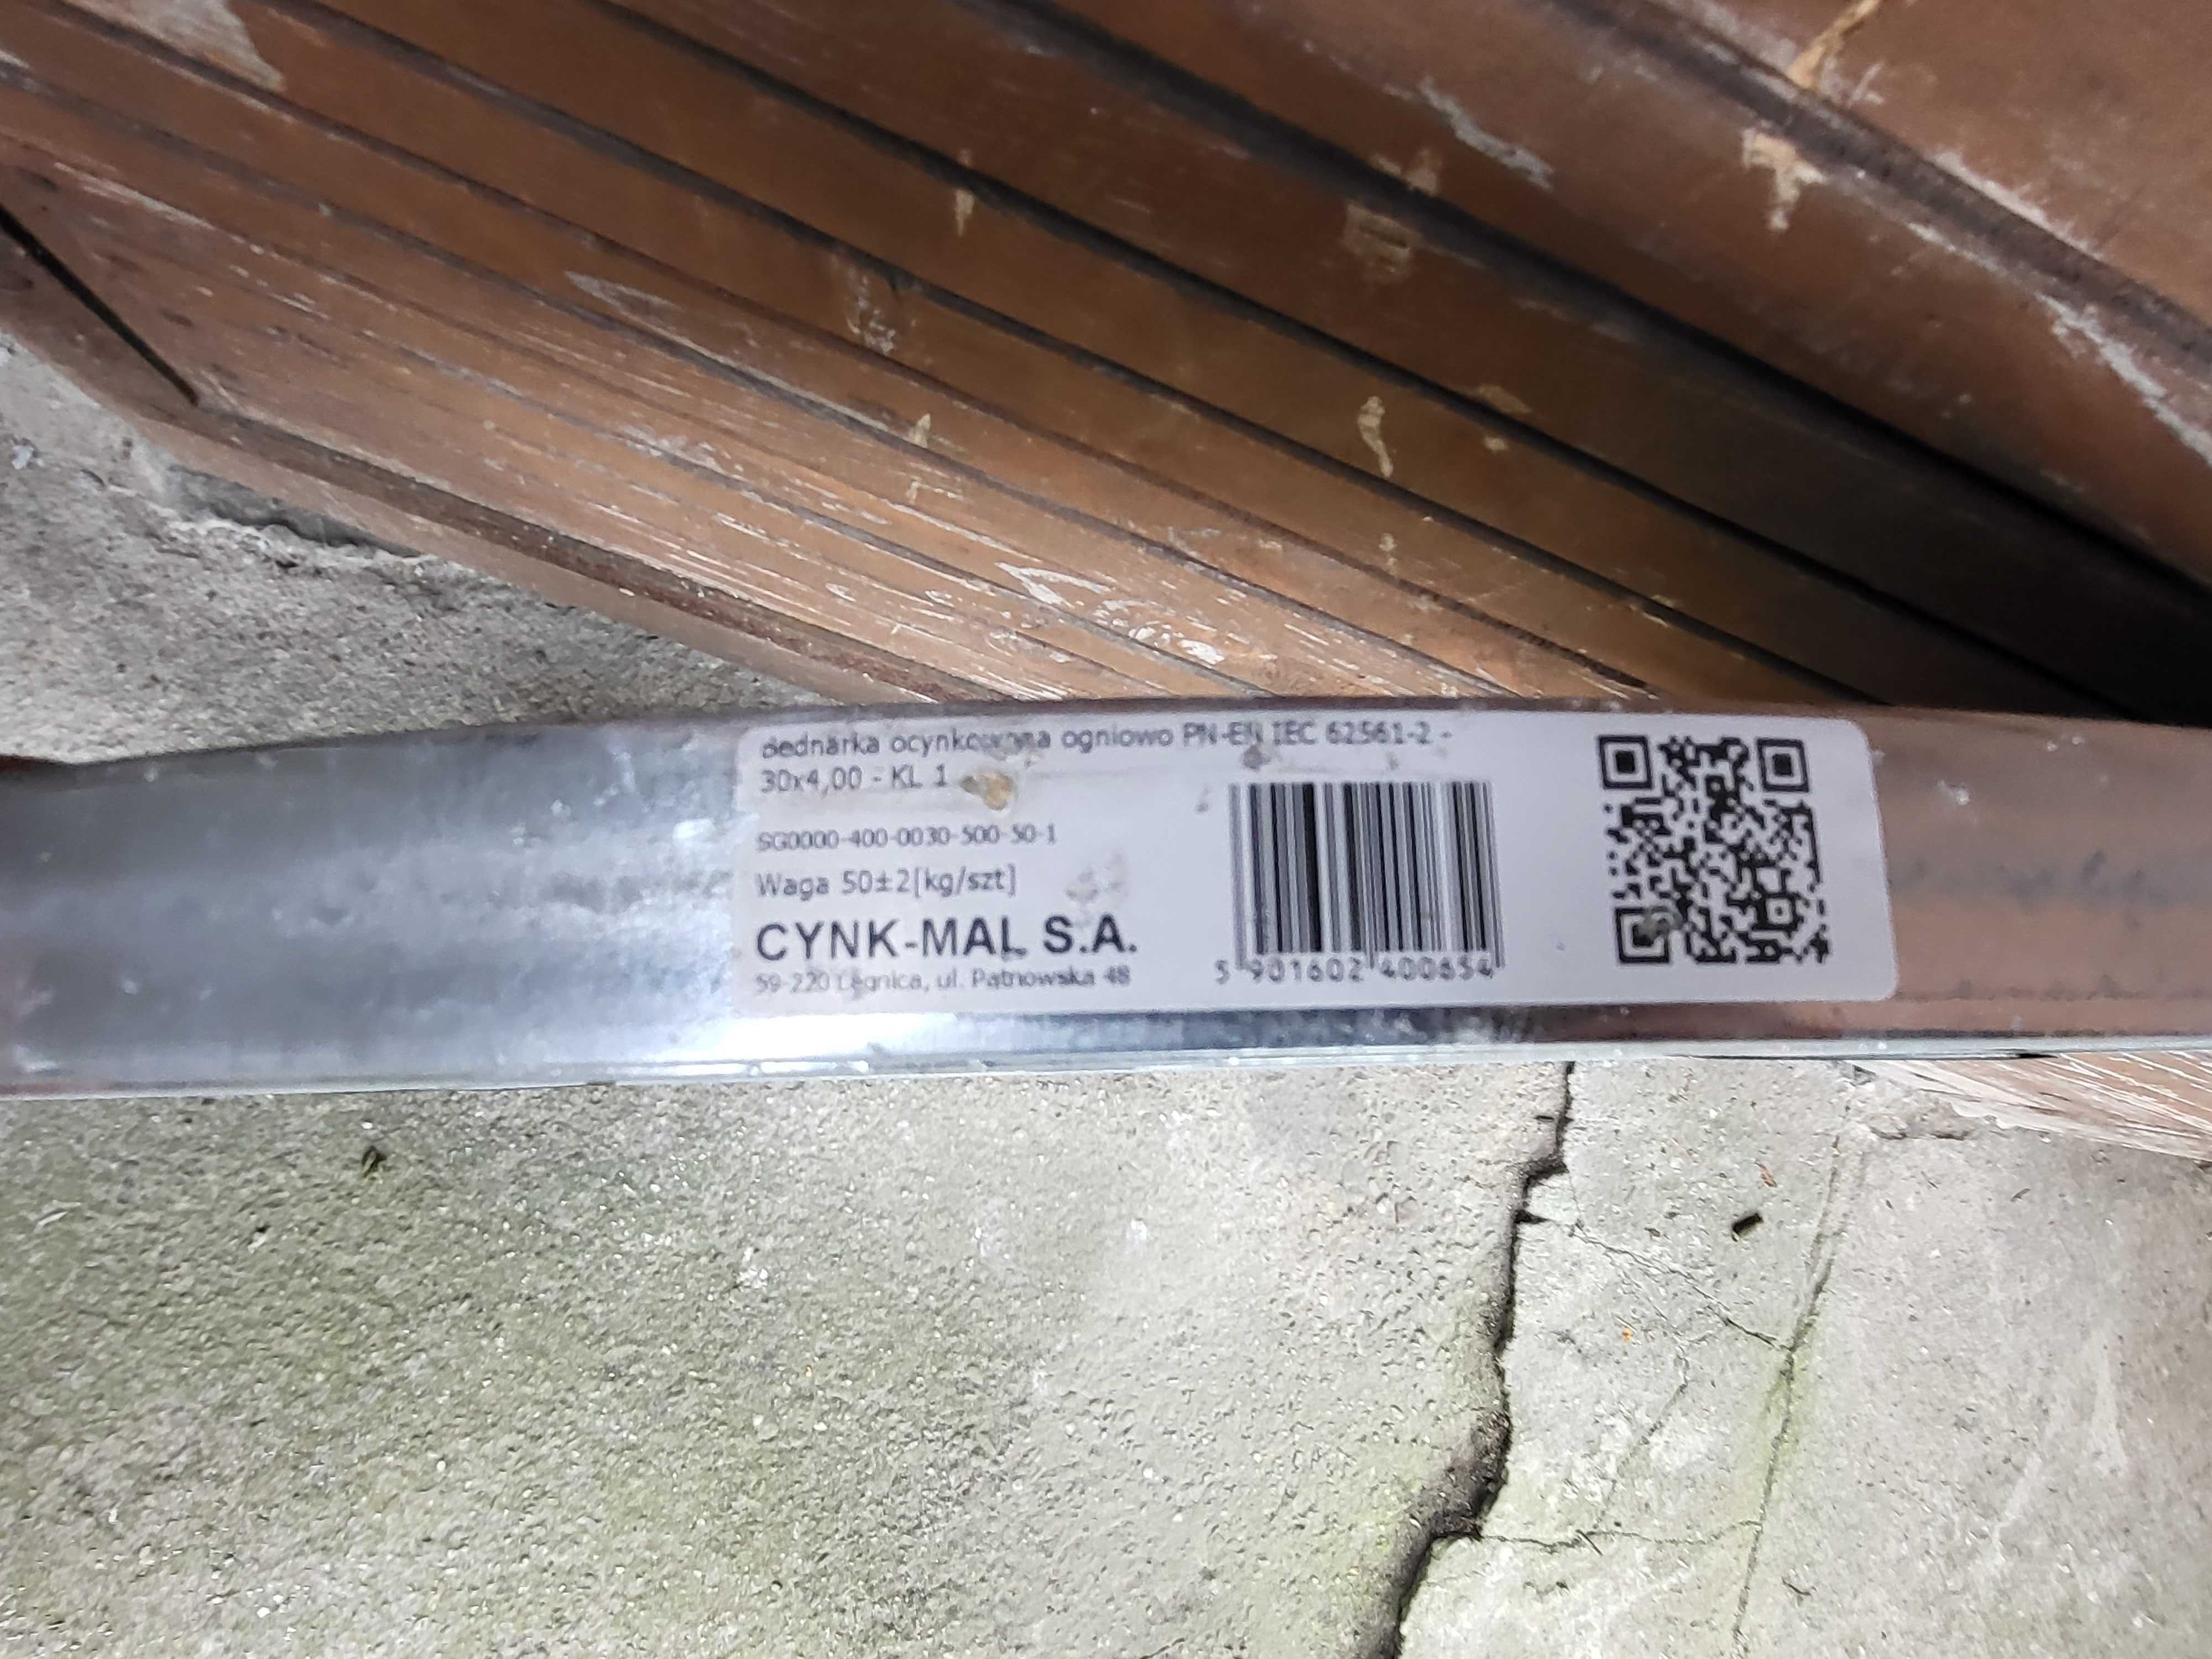 Bednarka ocynkowana ogniowo PN-EN IEC 62561-2 -
30x4,00 - KL 1
SG0000-400-0030-500-50-1
Waga 50±2[kg/szt]
CYNK-MAL S.A.
59-220 Legnica, ul. Pątnowska 48
5 901602 400654